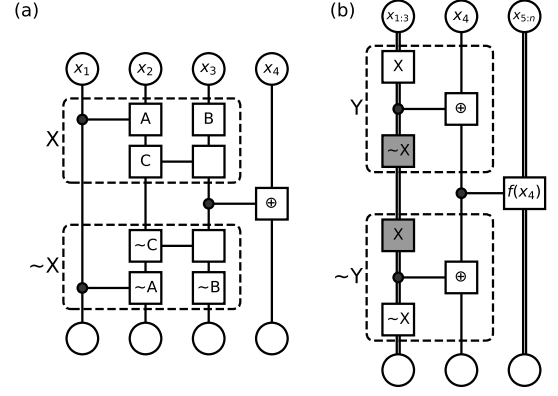 (a)
x₁ x₂ x₃ x₄
X
A B
C
⊕
~X
~C
~A ~B
(b)
x₁:₃ x₄ x₅:ₙ
Y
X
⊕
~X
f(x₄)
~Y
X
⊕
~X